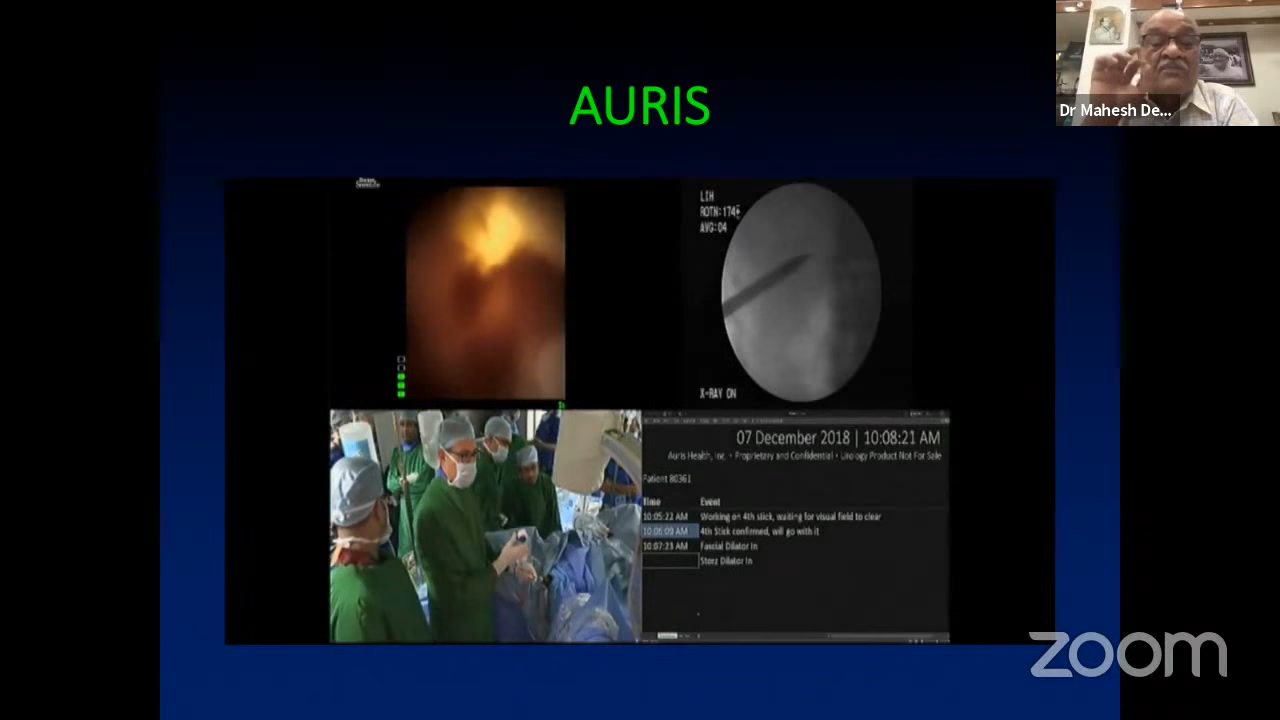 Dr Mahesh De...
AURIS
LIH
ROTN:174
AVG:04
X-RAY ON
07 December 2018 | 10:08:21 AM
Auris Health, Inc. • Proprietary and Confidential • Urology Product Not For Sale
Patient 80361
Time Event
10:05:22 AM Working on 4th stick, waiting for visual field to clear
10:06:09 AM 4th Stick confirmed, will go with it
10:07:23 AM Fascial Dilator In
Storz Dilator In
zoom